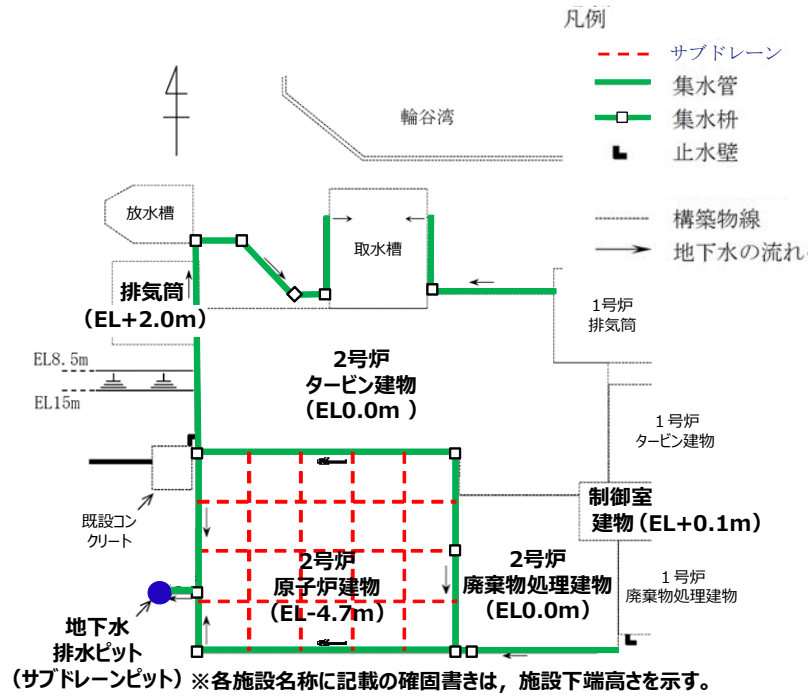 凡例
サブドレーン
集水管
集水枡
止水壁
構築物線
地下水の流れ
輪谷湾
放水槽
取水槽
排気筒
（EL+2.0m）
1号炉
排気筒
EL8.5m
EL15m
2号炉
タービン建物
（EL0.0m ）
1号炉
タービン建物
既設コン
クリート
制御室
建物（EL+0.1m）
2号炉
原子炉建物
（EL-4.7m）
2号炉
廃棄物処理建物
（EL0.0m）
1号炉
廃棄物処理建物
地下水
排水ピット
（サブドレーンピット）
※各施設名称に記載の確固書きは，施設下端高さを示す。